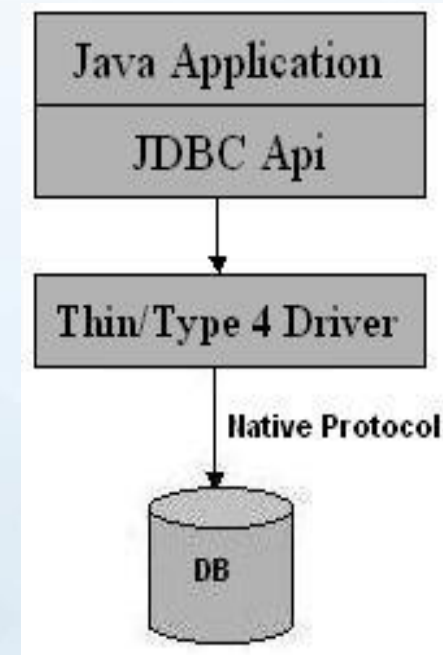 Java Application
JDBC Api
Thin/Type 4 Driver
Native Protocol
DB